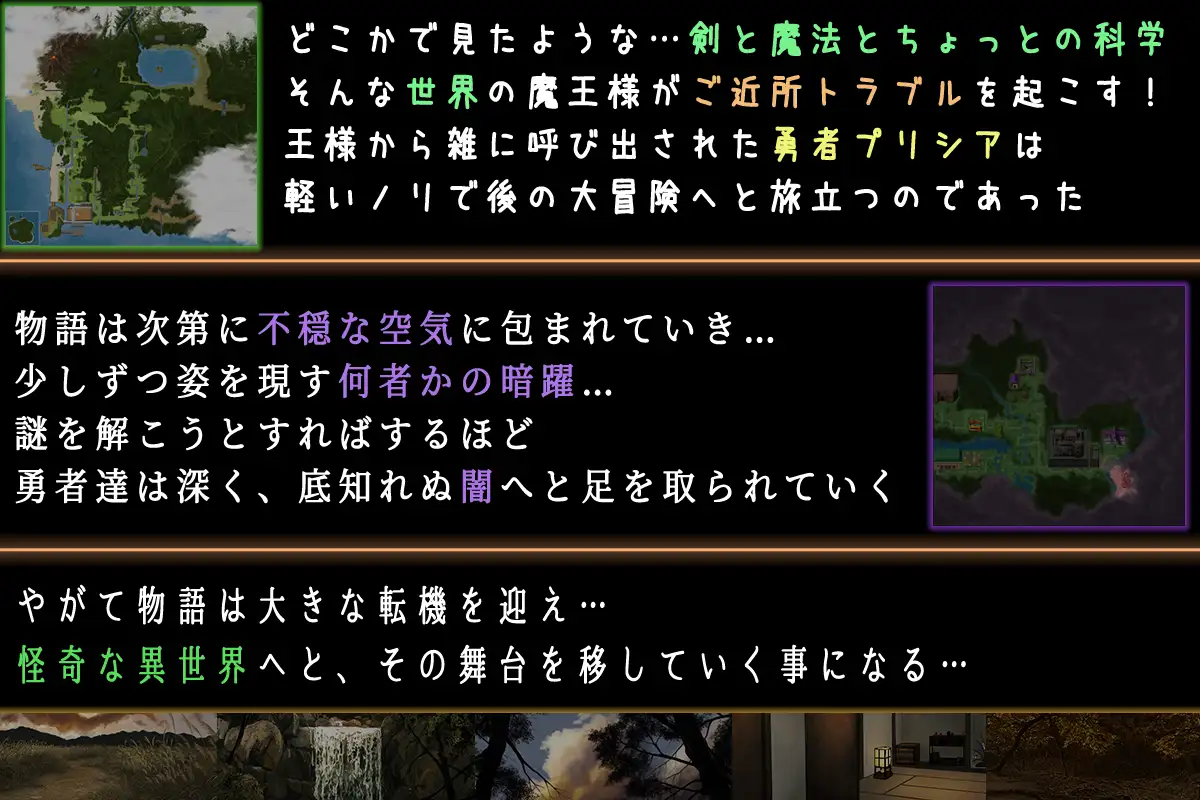 どこかで見たような…剣と魔法とちょっとの科学
そんな世界の魔王様がご近所トラブルを起こす！
王様から雑に呼び出された勇者プリシアは
軽いノリで後の大冒険へと旅立つのであった
物語は次第に不穏な空気に包まれていき…
少しずつ姿を現す何者かの暗躍…
謎を解こうとすればするほど
勇者達は深く、底知れぬ闇へと足を取られていく
やがて物語は大きな転機を迎え…
怪奇な異世界へと、その舞台を移していく事になる…